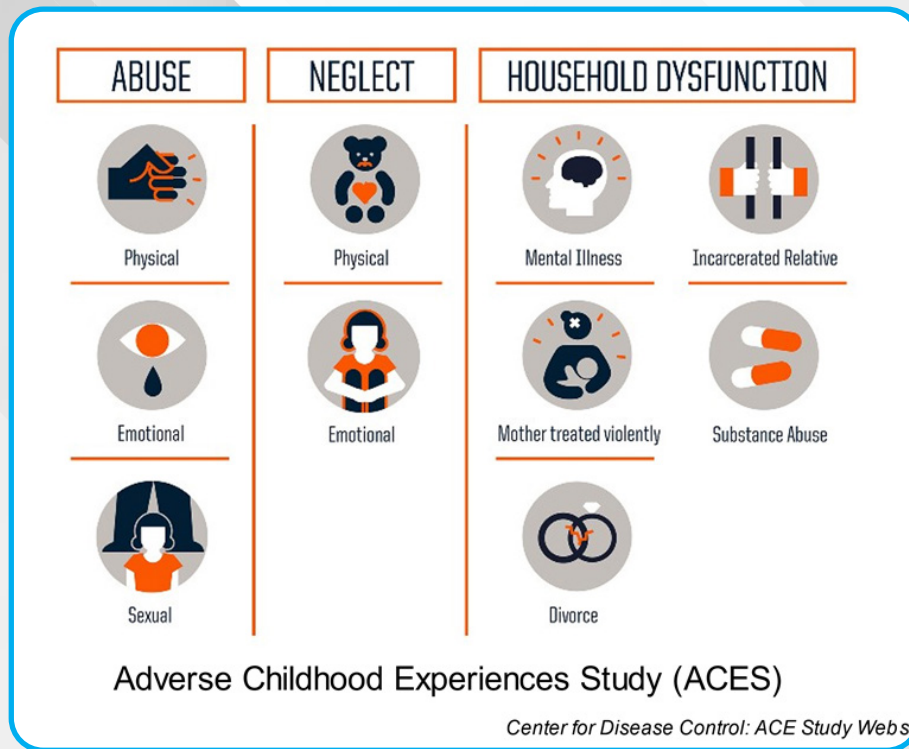 ABUSE
NEGLECT
HOUSEHOLD DYSFUNCTION
Physical
Physical
Mental Illness
Incarcerated Relative
Emotional
Emotional
Mother treated violently
Substance Abuse
Sexual
Divorce
Adverse Childhood Experiences Study (ACES)
Center for Disease Control: ACE Study Webs